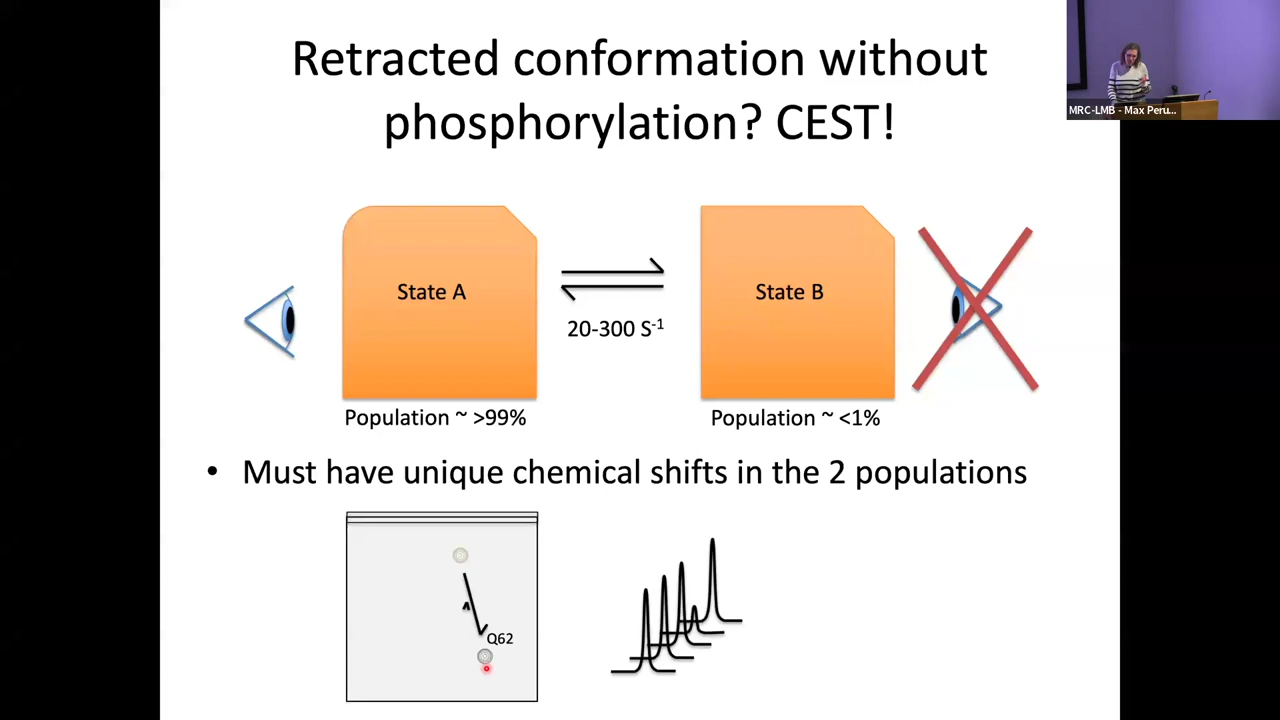 Retracted conformation without
phosphorylation? CEST!
MRC-LMB - Max Peru...
State A
State B
20-300 S-1
Population ~ >99%
Population ~ <1%
• Must have unique chemical shifts in the 2 populations
Q62